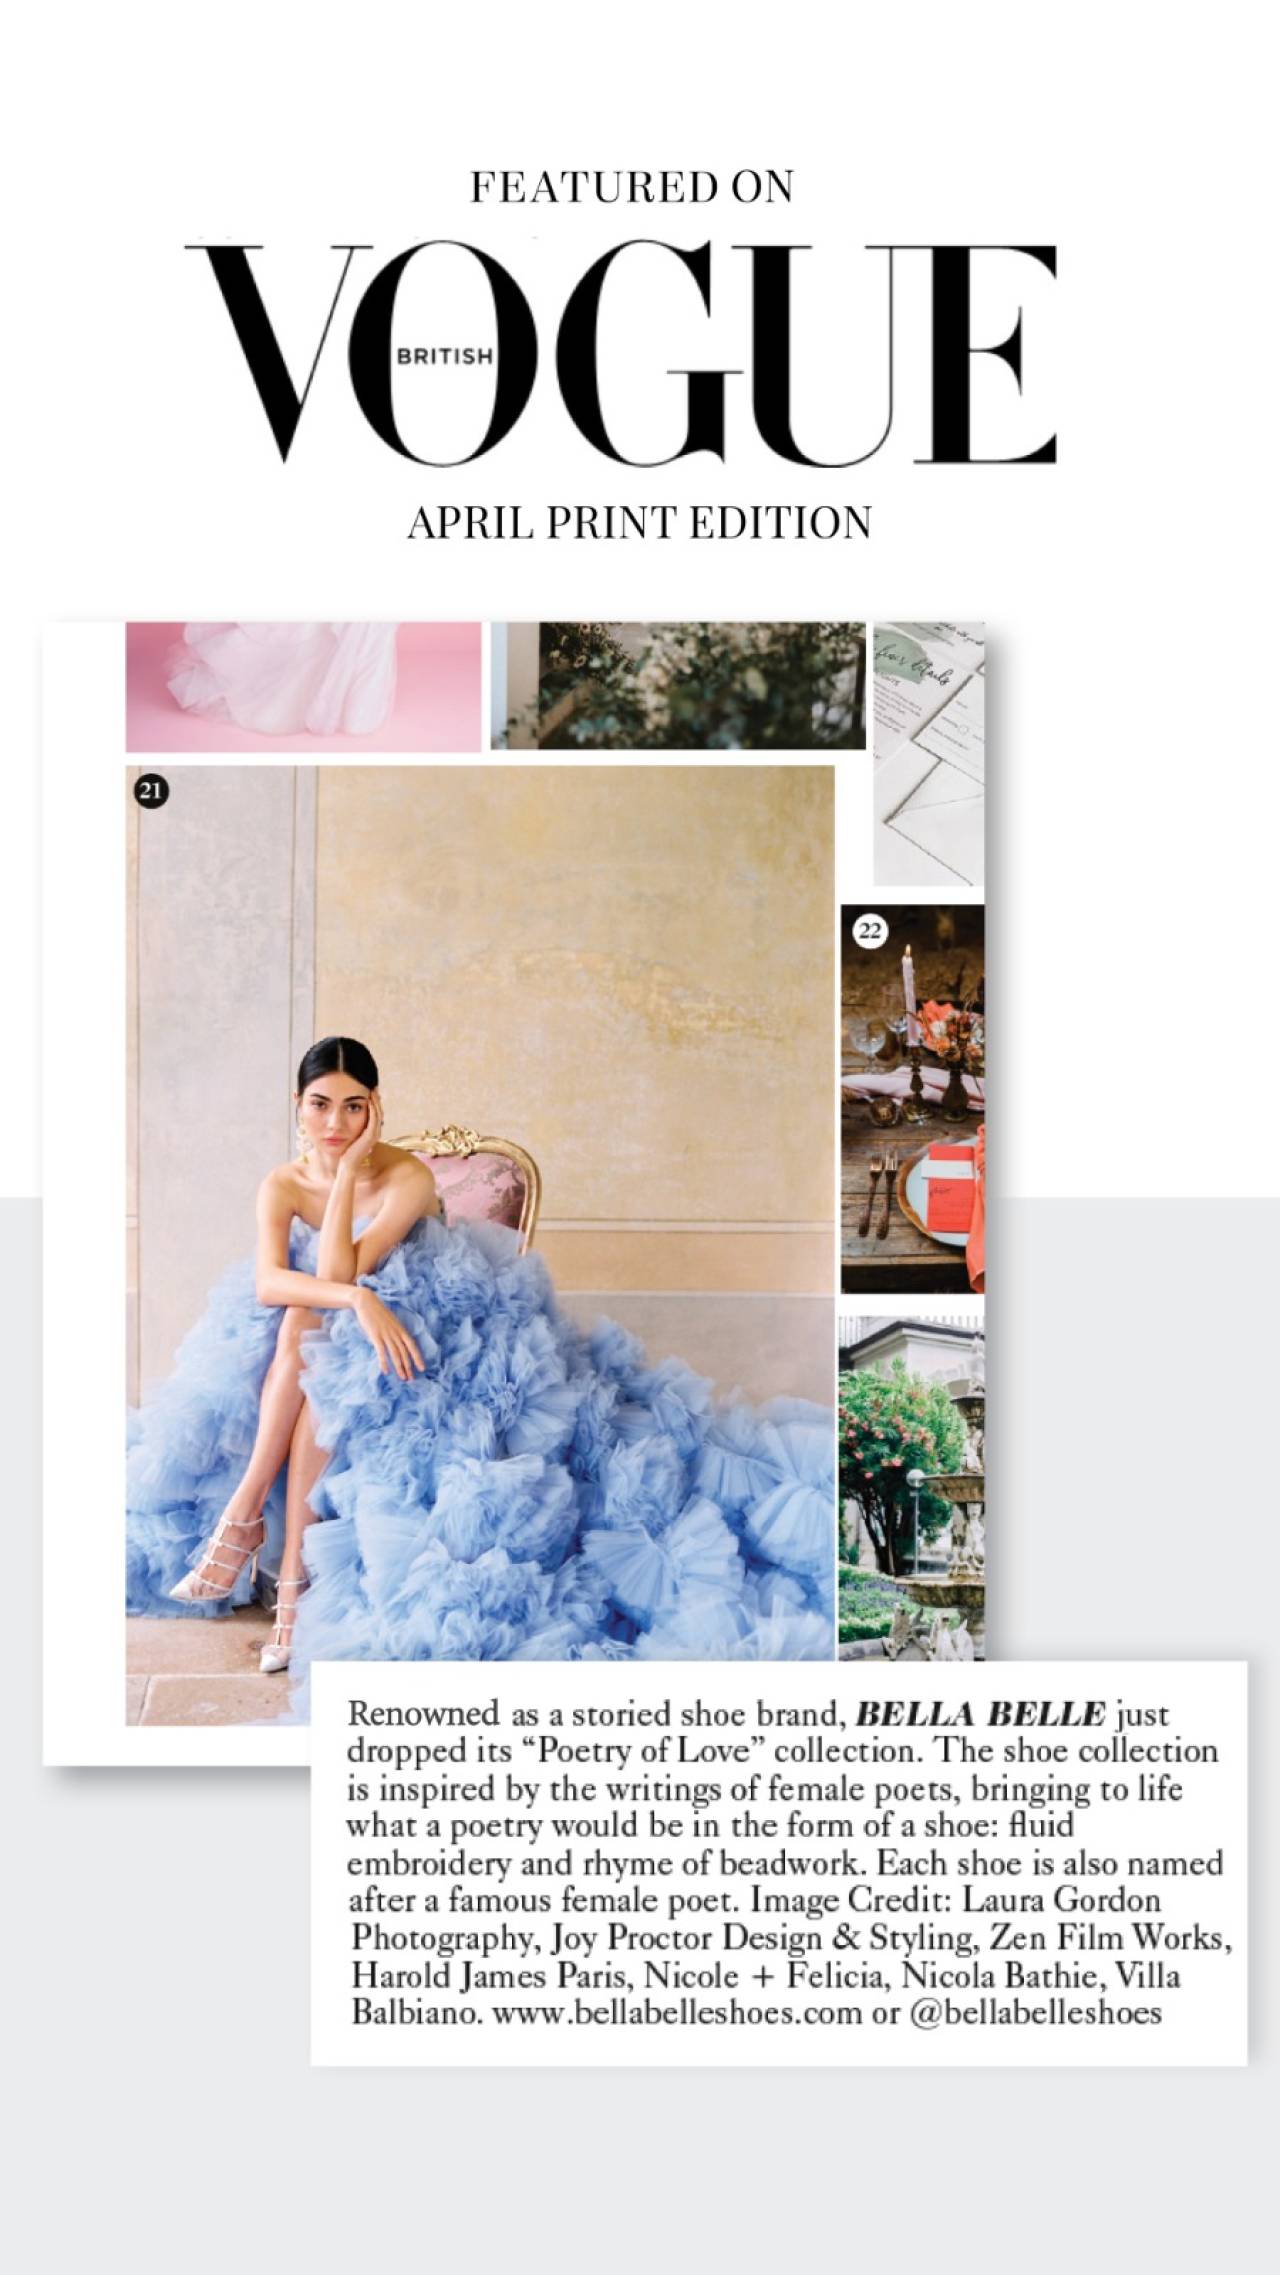 FEATURED ON
VOGUE
BRITISH
APRIL PRINT EDITION
details
21
22
Renowned as a storied shoe brand, BELLA BELLE just
dropped its “Poetry of Love” collection. The shoe collection
is inspired by the writings of female poets, bringing to life
what a poetry would be in the form of a shoe: fluid
embroidery and rhyme of beadwork. Each shoe is also named
after a famous female poet. Image Credit: Laura Gordon
Photography, Joy Proctor Design & Styling, Zen Film Works,
Harold James Paris, Nicole + Felicia, Nicola Bathie, Villa
Balbiano. www.bellabelleshoes.com or @bellabelleshoes